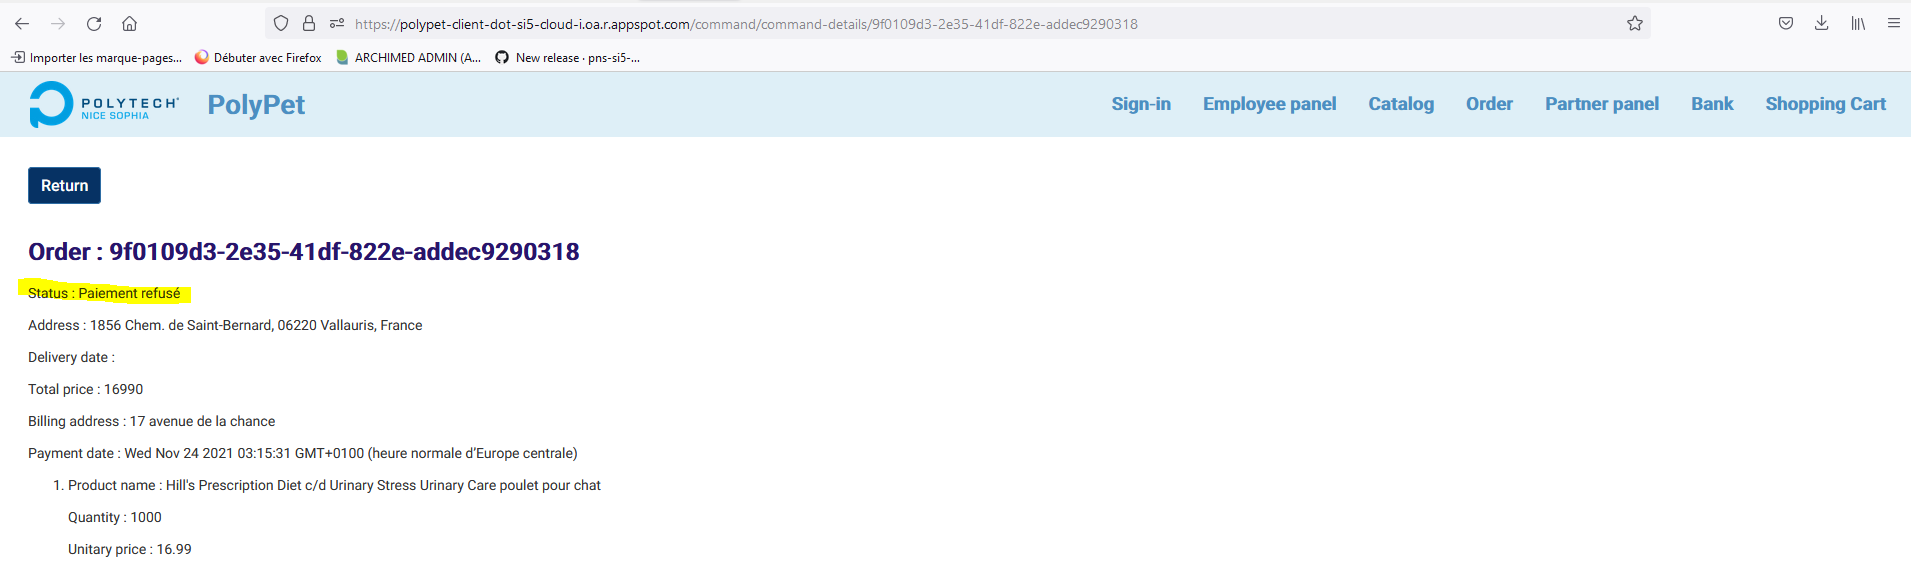 https://polypet-client-dot-si5-cloud-i.oa.r.appspot.com/command/command-details/9f0109d3-2e35-41df-822e-addec9290318
Importer les marque-pages... Débuter avec Firefox ARCHIMED ADMIN (A... New release · pns-si5-...
POLYTECH' PolyPet Sign-in Employee panel Catalog Order Partner panel Bank Shopping Cart
NICE SOPHIA
Return
Order : 9f0109d3-2e35-41df-822e-addec9290318
Status : Paiement refusé
Address : 1856 Chem. de Saint-Bernard, 06220 Vallauris, France
Delivery date :
Total price : 16990
Billing address : 17 avenue de la chance
Payment date : Wed Nov 24 2021 03:15:31 GMT+0100 (heure normale d’Europe centrale)
1. Product name : Hill's Prescription Diet c/d Urinary Stress Urinary Care poulet pour chat
Quantity : 1000
Unitary price : 16.99